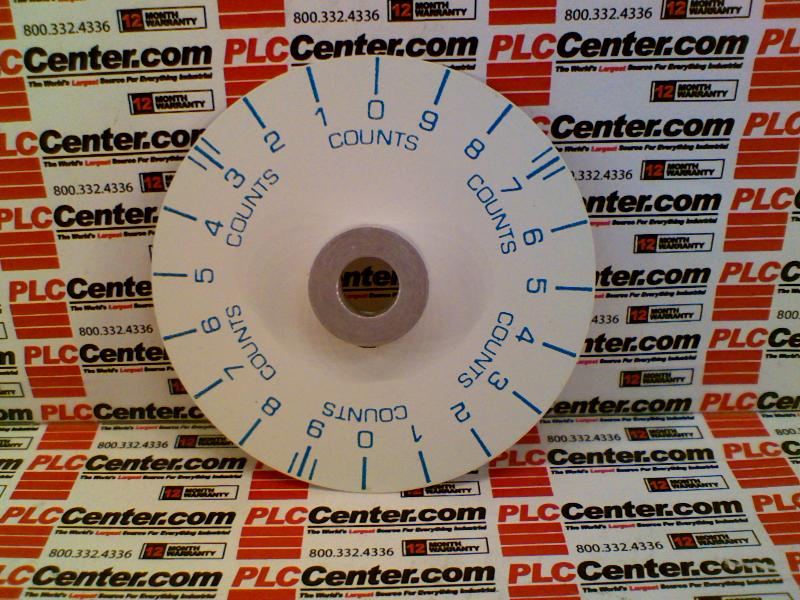 0
COUNTS
9
8
7
COUNTS
6
5
4
COUNTS
3
2
1
0
COUNTS
9
8
7
COUNTS
6
5
4
COUNTS
3
2
1
PLCCenter.com
The World's Largest Source For Everything Industrial
800.332.4336
12 MONTH WARRANTY